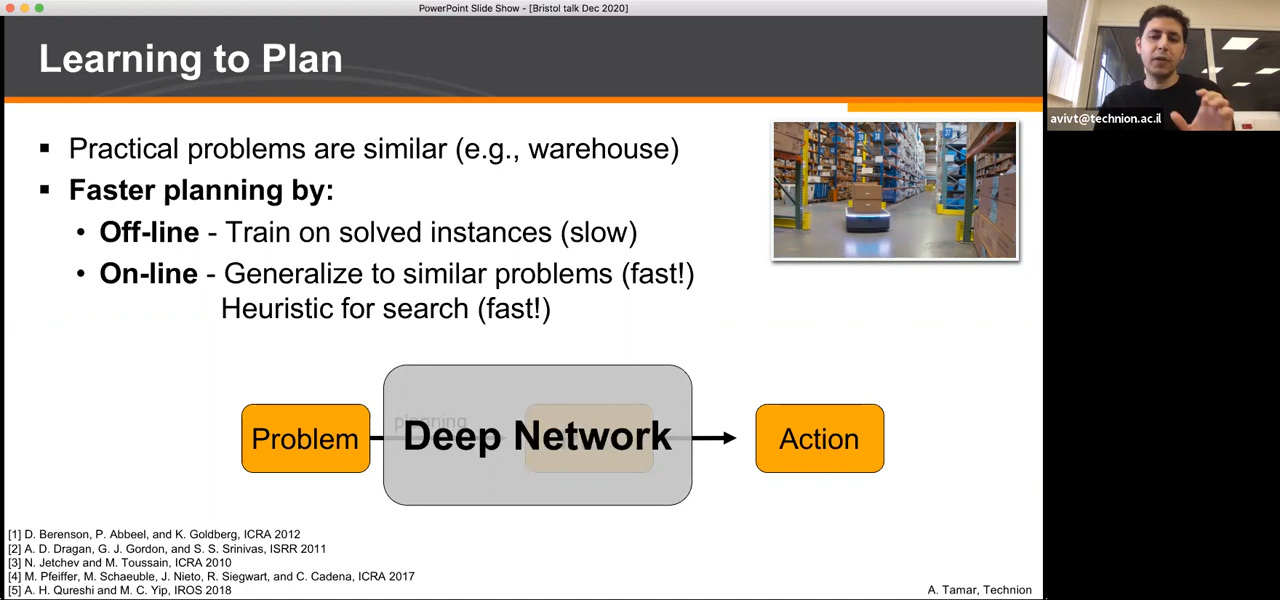 PowerPoint Slide Show - [Bristol talk Dec 2020]
Learning to Plan
avivt@technion.ac.il
▪ Practical problems are similar (e.g., warehouse)
▪ Faster planning by:
• Off-line - Train on solved instances (slow)
• On-line - Generalize to similar problems (fast!)
Heuristic for search (fast!)
planning
Problem
Deep Network
Action
[1] D. Berenson, P. Abbeel, and K. Goldberg, ICRA 2012
[2] A. D. Dragan, G. J. Gordon, and S. S. Srinivas, ISRR 2011
[3] N. Jetchev and M. Toussain, ICRA 2010
[4] M. Pfeiffer, M. Schaeuble, J. Nieto, R. Siegwart, and C. Cadena, ICRA 2017
[5] A. H. Qureshi and M. C. Yip, IROS 2018
A. Tamar, Technion